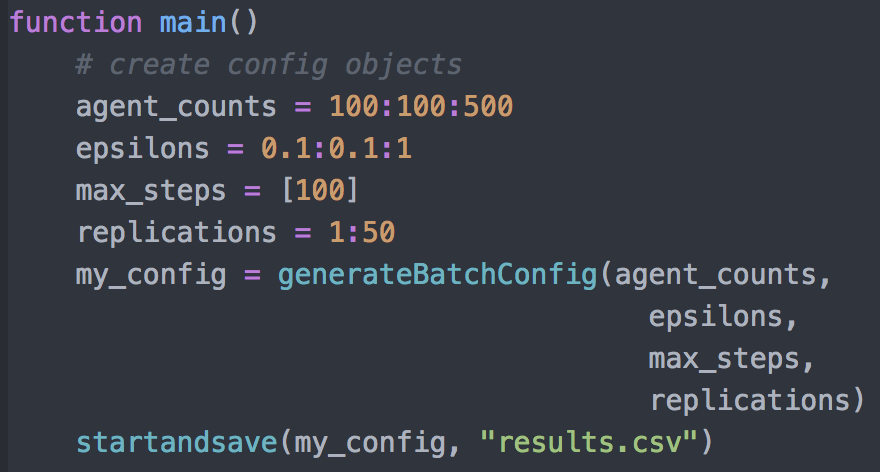 function main()
    # create config objects
    agent_counts = 100:100:500
    epsilons = 0.1:0.1:1
    max_steps = [100]
    replications = 1:50
    my_config = generateBatchConfig(agent_counts,
                                    epsilons,
                                    max_steps,
                                    replications)
    startandsave(my_config, "results.csv")